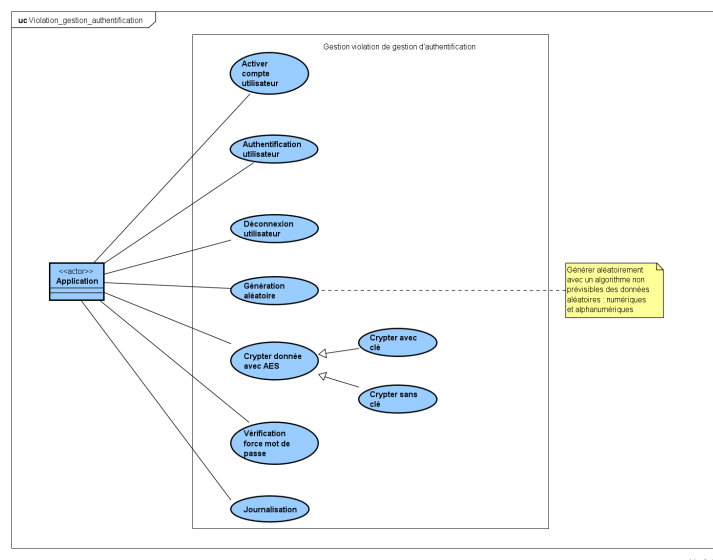 uc Violation_gestion_authentification
Gestion violation de gestion d'authentification
Activer
compte
utilisateur
Authentification
utilisateur
Déconnexion
utilisateur
<<actor>>
Application
Génération
aléatoire
Générer aléatoirement
avec un algorithme non
prévisibles des données
aléatoires : numériques
et alphanumériques
Crypter donnée
avec AES
Crypter avec
clé
Crypter sans
clé
Vérification
force mot de
passe
Journalisation